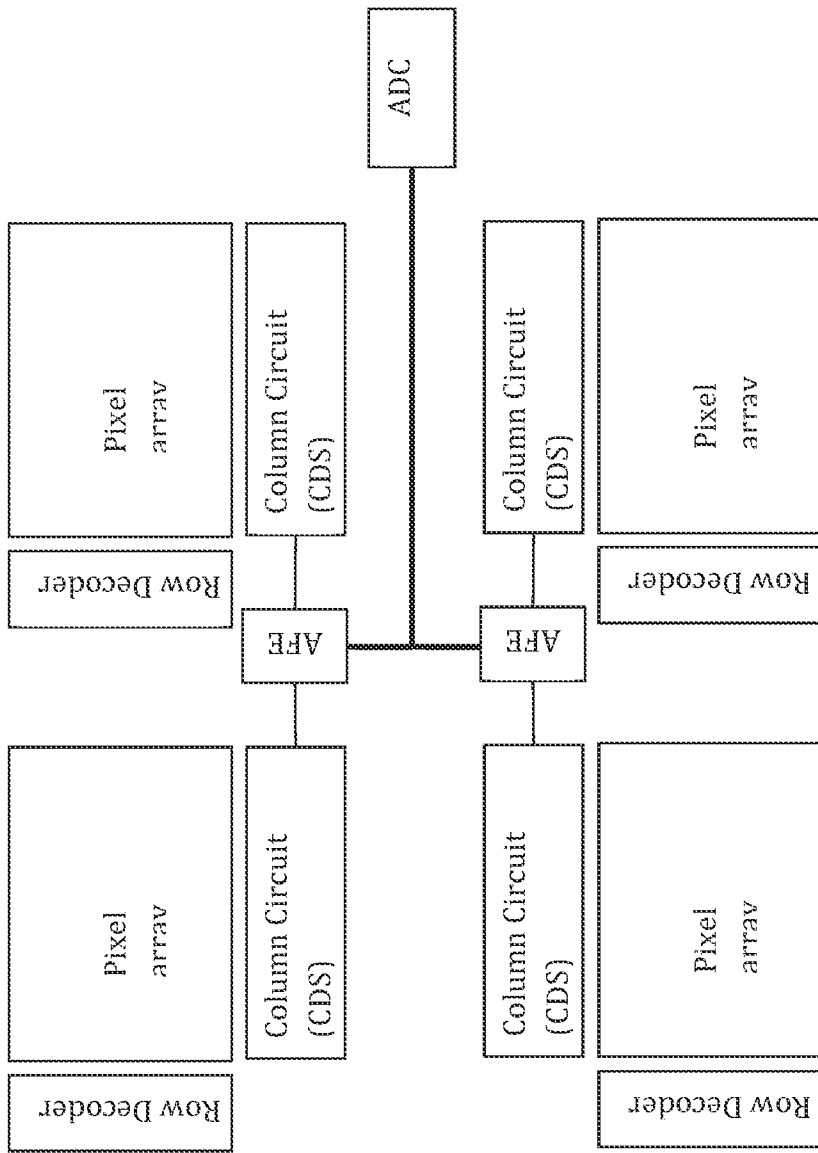 ADC
Pixel
array
Column Circuit
(CDS)
Column Circuit
(CDS)
Pixel
array
Row Decoder
AFE
AFE
Row Decoder
Pixel
array
Column Circuit
(CDS)
Column Circuit
(CDS)
Pixel
array
Row Decoder
Row Decoder